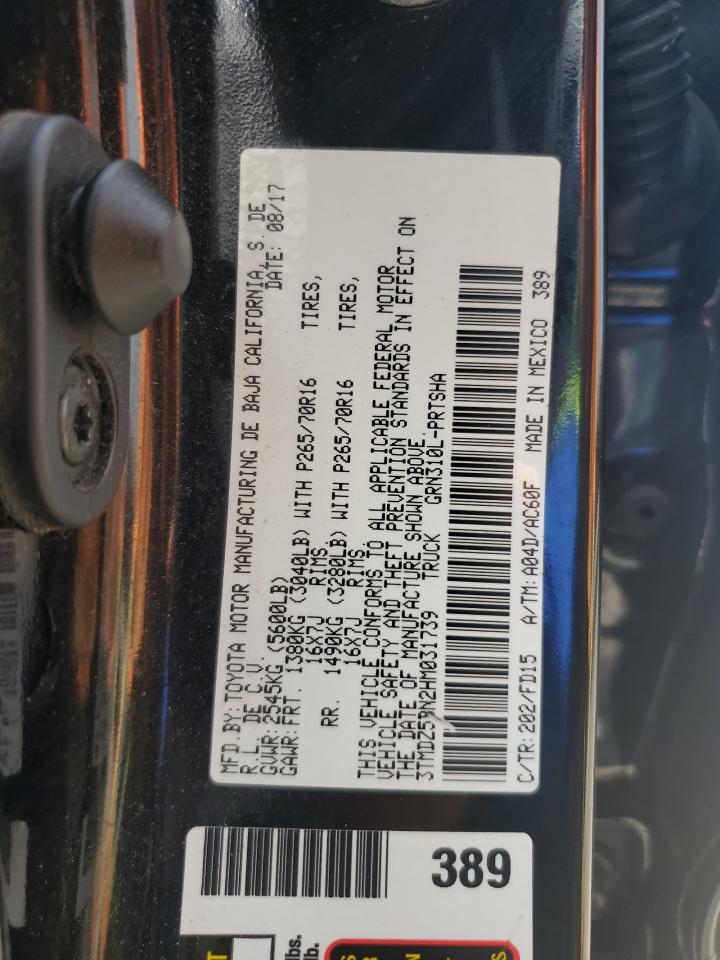 MFD.BY:TOYOTA MOTOR MANUFACTURING DE BAJA CALIFORNIA, S. DE
R.L. DE C.V. DATE: 08/17
GVWR:2545KG (5600LB)
GAWR:FRT. 1380KG (3040LB) WITH P265/70R16 TIRES,
16X7J RIMS.
RR. 1490KG (3280LB) WITH P265/70R16 TIRES,
16X7J RIMS.
THIS VEHICLE CONFORMS TO ALL APPLICABLE FEDERAL MOTOR
VEHICLE SAFETY AND THEFT PREVENTION STANDARDS IN EFFECT ON
THE DATE OF MANUFACTURE SHOWN ABOVE.
TRUCK GRN310L-PRTSHA
C/TR:202/FD15 A/TM:A04D/AC60F MADE IN MEXICO 389
389
lbs.
lb.